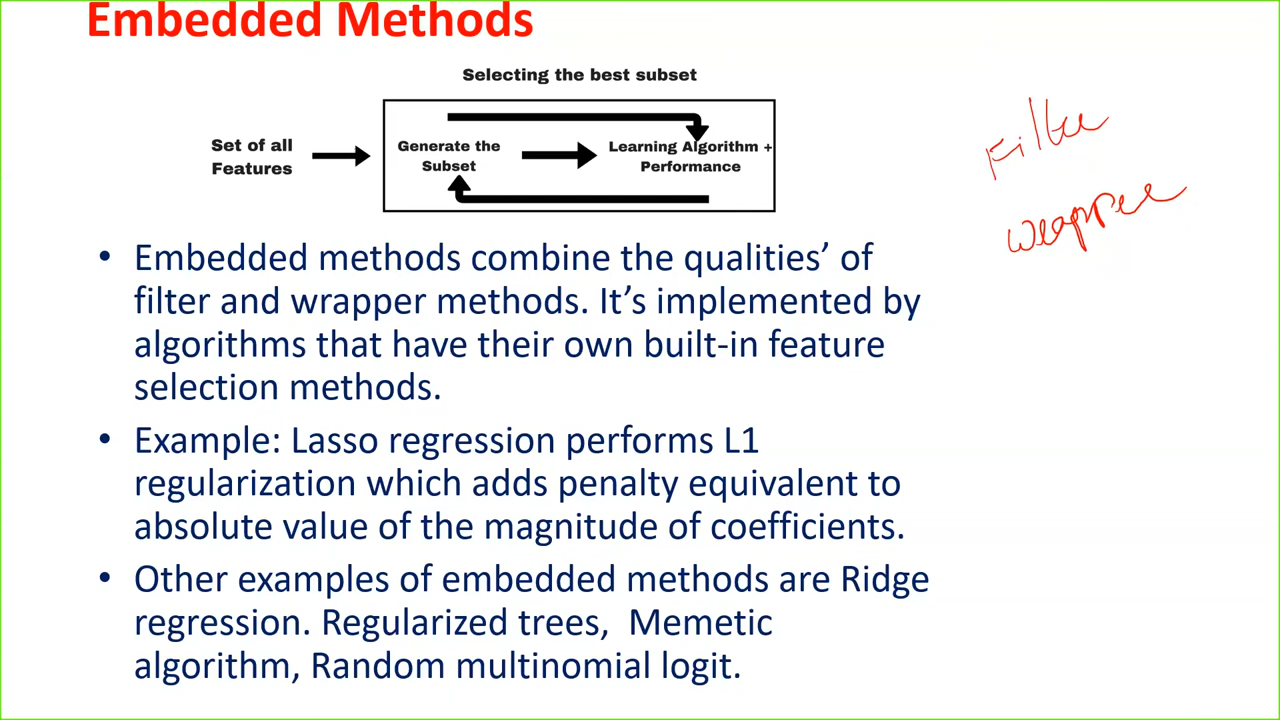 Embedded Methods
Selecting the best subset
Set of all
Features
Generate the
Subset
Learning Algorithm +
Performance
Filter
wrapper
• Embedded methods combine the qualities’ of
filter and wrapper methods. It’s implemented by
algorithms that have their own built-in feature
selection methods.
• Example: Lasso regression performs L1
regularization which adds penalty equivalent to
absolute value of the magnitude of coefficients.
• Other examples of embedded methods are Ridge
regression. Regularized trees, Memetic
algorithm, Random multinomial logit.